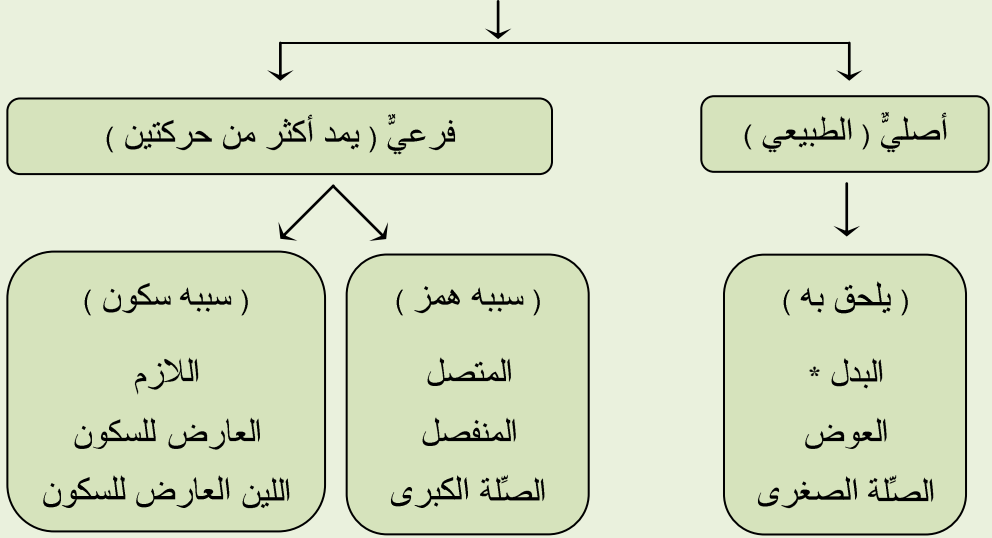 أصليٌّ ( الطبيعي )
فرعيٌّ ( يمد أكثر من حركتين )
( يلحق به )
البدل *
العوض
الصِّلة الصغرى
( سببه همز )
المتصل
المنفصل
الصِّلة الكبرى
( سببه سكون )
اللازم
العارض للسكون
اللين العارض للسكون